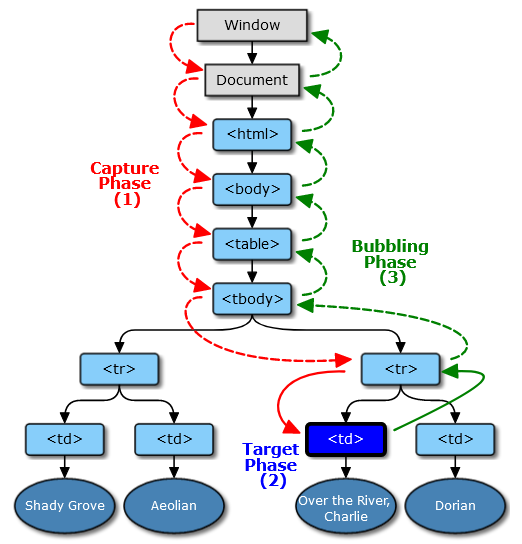 Window
Document
<html>
Capture
Phase
(1)
<body>
<table>
Bubbling
Phase
(3)
<tbody>
<tr>
<tr>
<td>
<td>
<td>
<td>
Target
Phase
(2)
Shady Grove
Aeolian
Over the River,
Charlie
Dorian